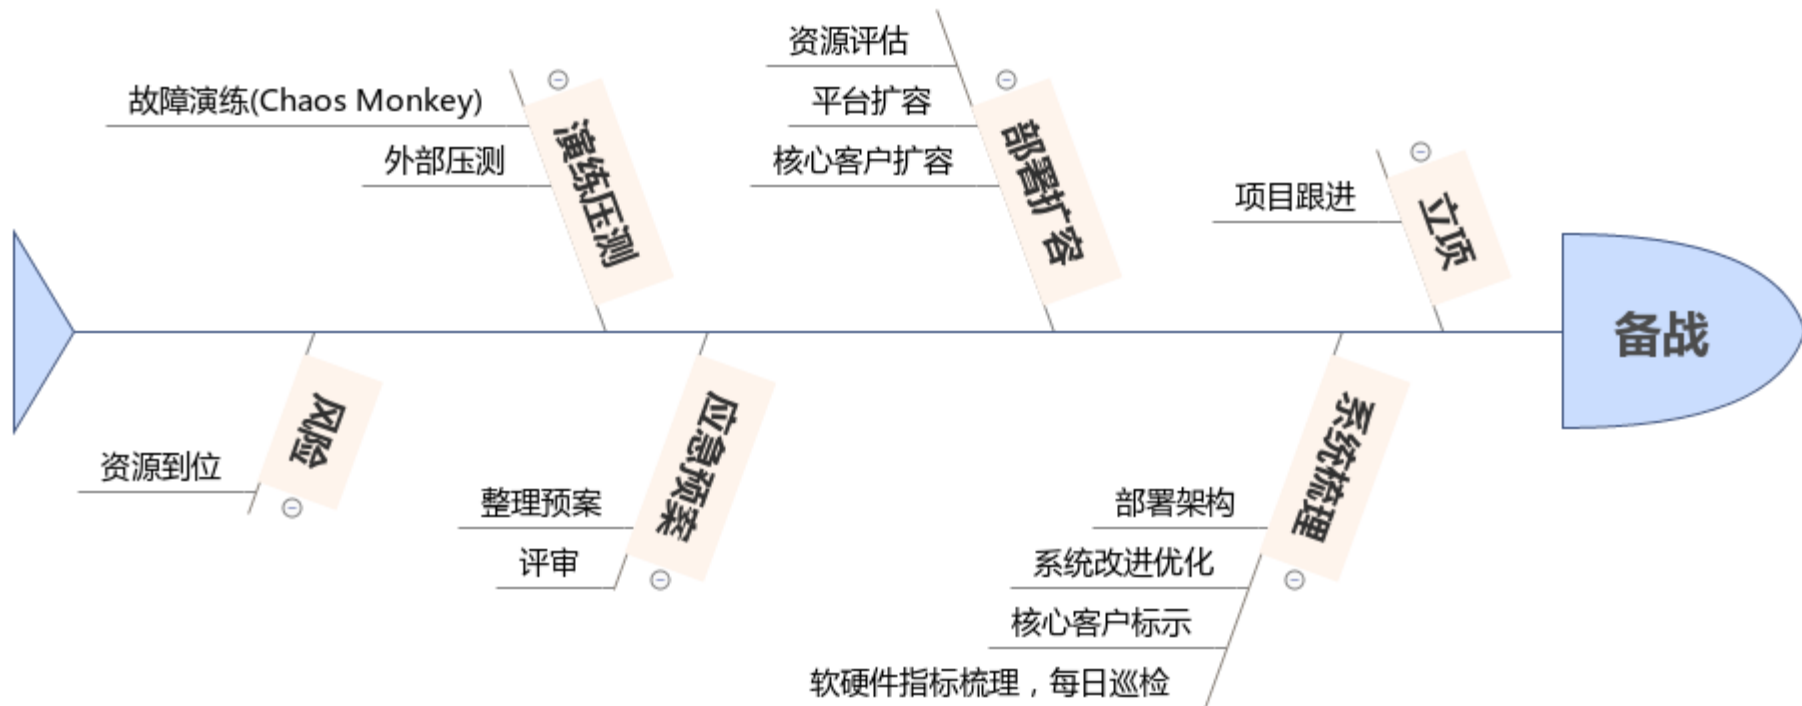 资源评估
平台扩容
核心客户扩容
部署扩容
故障演练(Chaos Monkey)
外部压测
演练压测
项目跟进
立项
备战
风险
资源到位
应急预案
整理预案
评审
系统梳理
部署架构
系统改进优化
核心客户标示
软硬件指标梳理，每日巡检